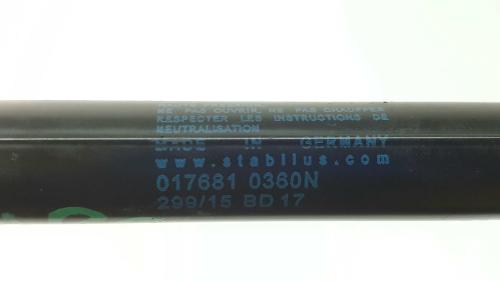 NE PAS OUVRIR, NE PAS CHAUFFER
RESPECTER LES INSTRUCTIONS DE
NEUTRALISATION
MADE IN GERMANY
www.stabilus.com
017681 0360N
299/15 BD 17